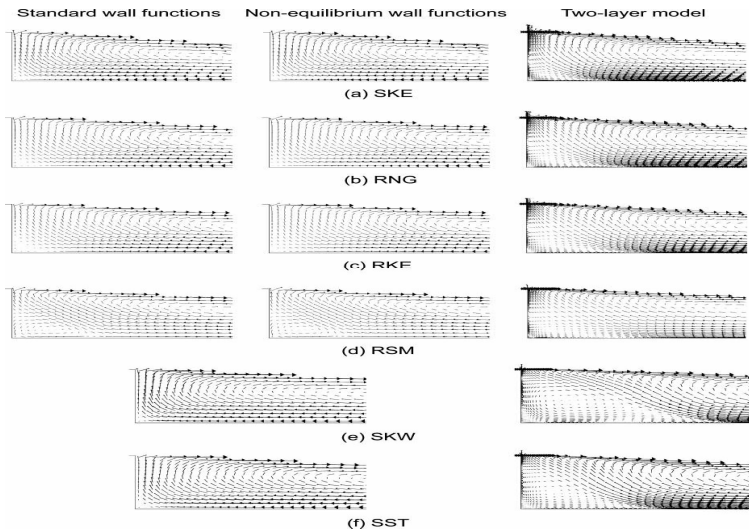 Standard wall functions
Non-equilibrium wall functions
Two-layer model
(a) SKE
(b) RNG
(c) RKE
(d) RSM
(e) SKW
(f) SST